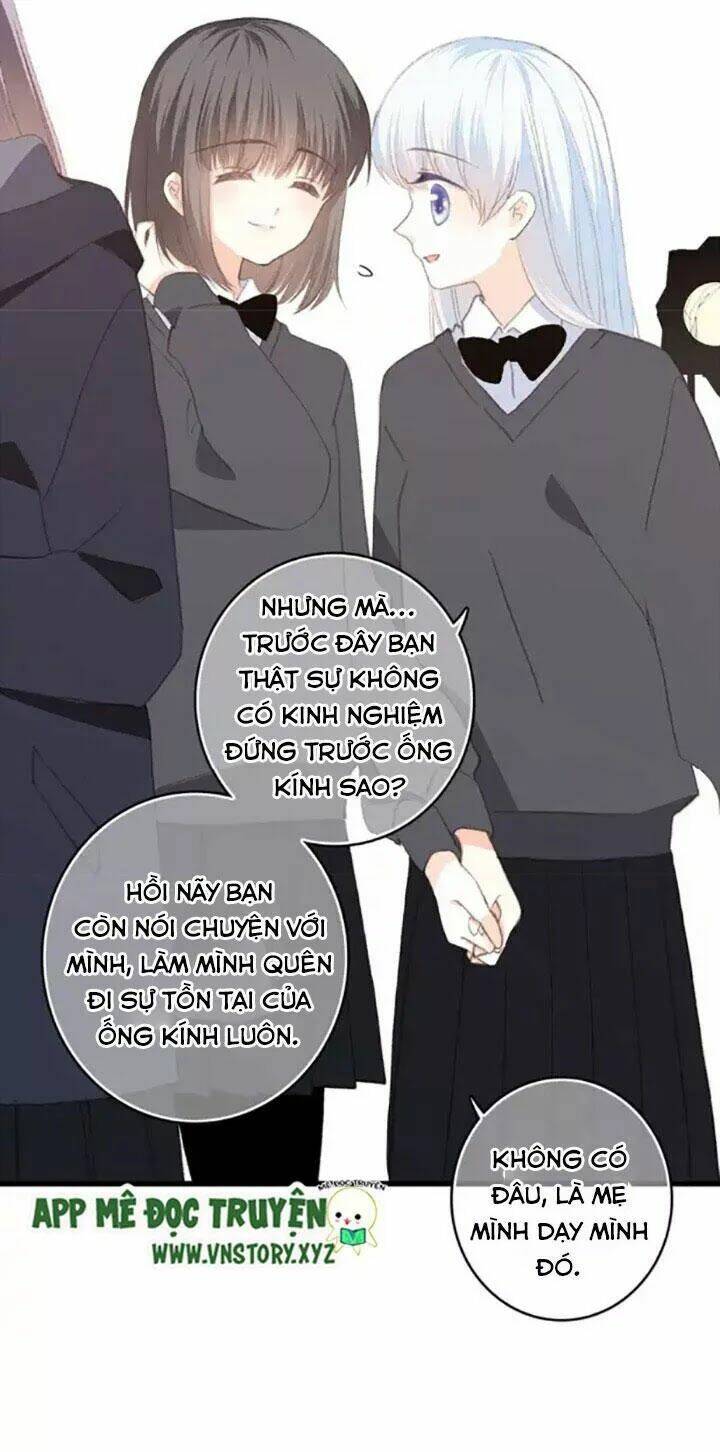 NHƯNG MÀ...
TRƯỚC ĐÂY BẠN
THẬT SỰ KHÔNG
CÓ KINH NGHIỆM
ĐỨNG TRƯỚC ỐNG
KÍNH SAO?
HỒI NÃY BẠN
CÒN NÓI CHUYỆN VỚI
MÌNH, LÀM MÌNH QUÊN
ĐI SỰ TỒN TẠI CỦA
ỐNG KÍNH LUÔN.
KHÔNG CÓ
ĐÂU, LÀ MẸ
MÌNH DẠY MÌNH
ĐÓ.
MEDOCTRUYEN
APP MÊ ĐỌC TRUYỆN
WWW.VNSTORY.XYZ